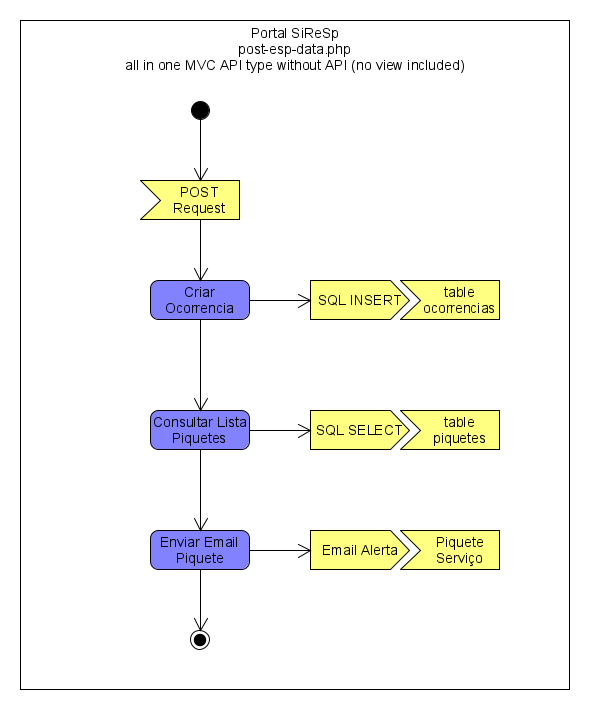 Portal SiReSp
post-esp-data.php
all in one MVC API type without API (no view included)
POST
Request
Criar
Ocorrencia
SQL INSERT
table
ocorrencias
Consultar Lista
Piquetes
SQL SELECT
table
piquetes
Enviar Email
Piquete
Email Alerta
Piquete
Serviço